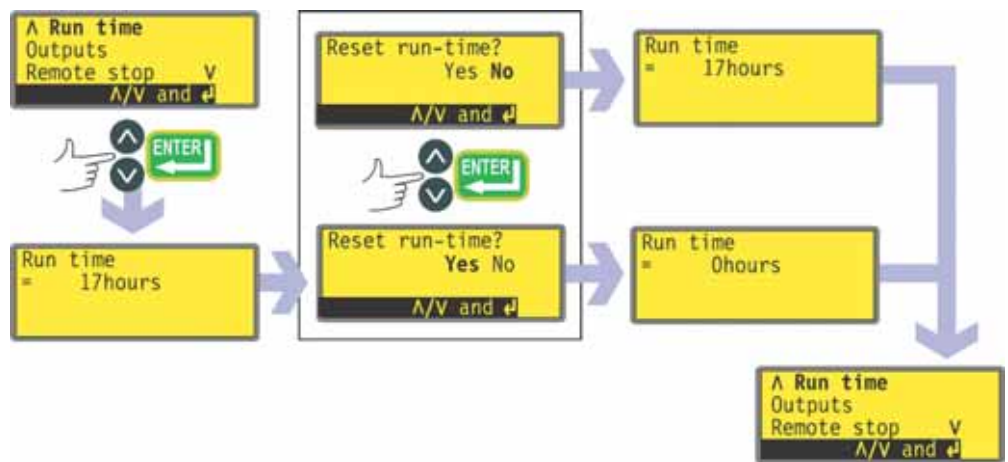 ∧ Run time
Outputs
Remote stop ∨
∧/∨ and ↵
ENTER
Run time
= 17hours
Reset run-time?
Yes No
∧/∨ and ↵
ENTER
Reset run-time?
Yes No
∧/∨ and ↵
Run time
= 17hours
Run time
= 0hours
∧ Run time
Outputs
Remote stop ∨
∧/∨ and ↵